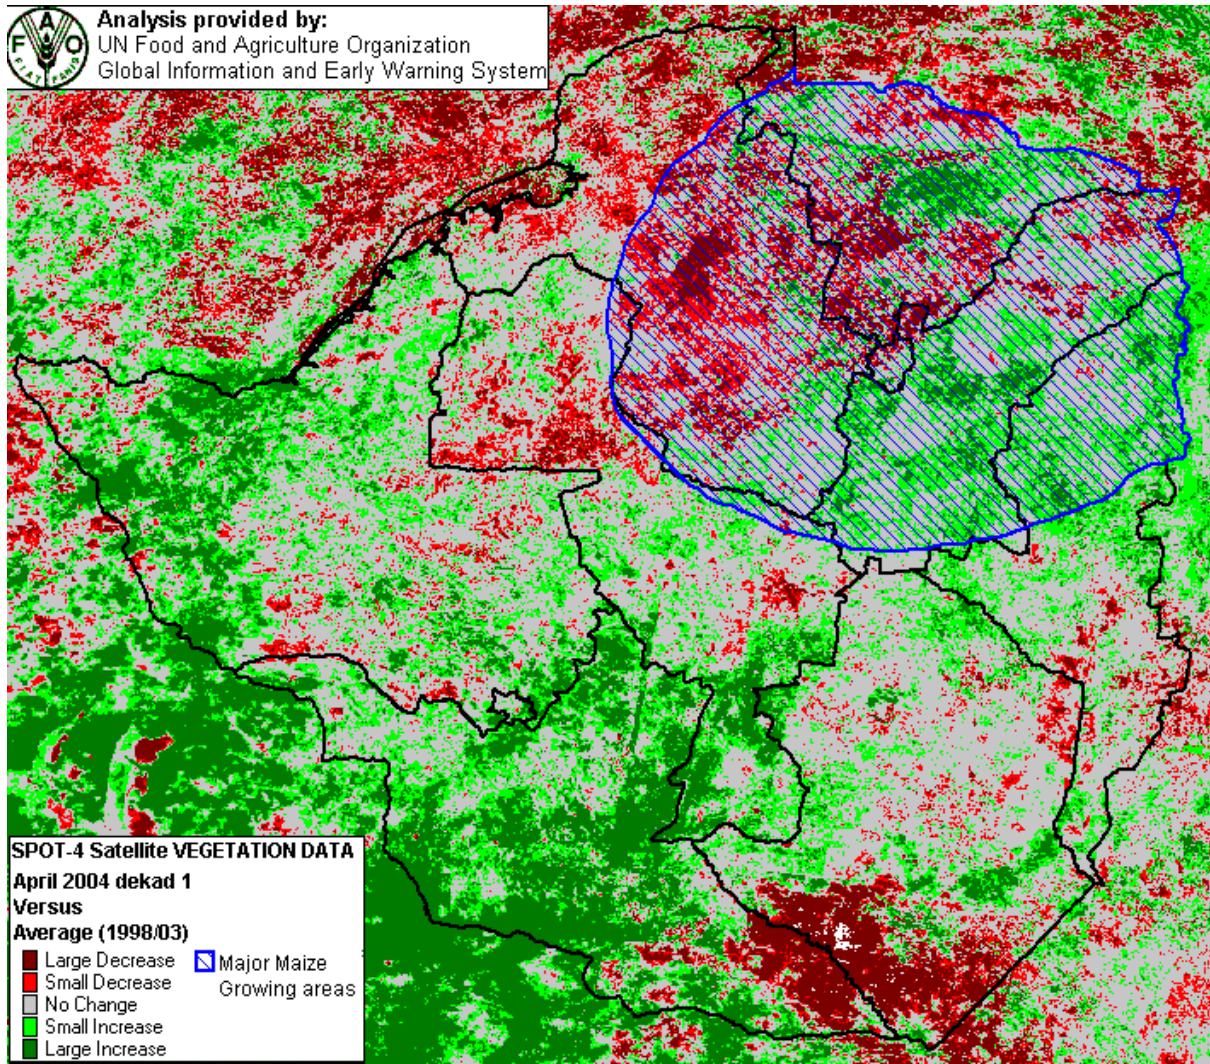 Analysis provided by:
UN Food and Agriculture Organization
Global Information and Early Warning System
F A O
FIAT PANIS
SPOT-4 Satellite VEGETATION DATA
April 2004 dekad 1
Versus
Average (1998/03)
Large Decrease
Small Decrease
No Change
Small Increase
Large Increase
Major Maize
Growing areas